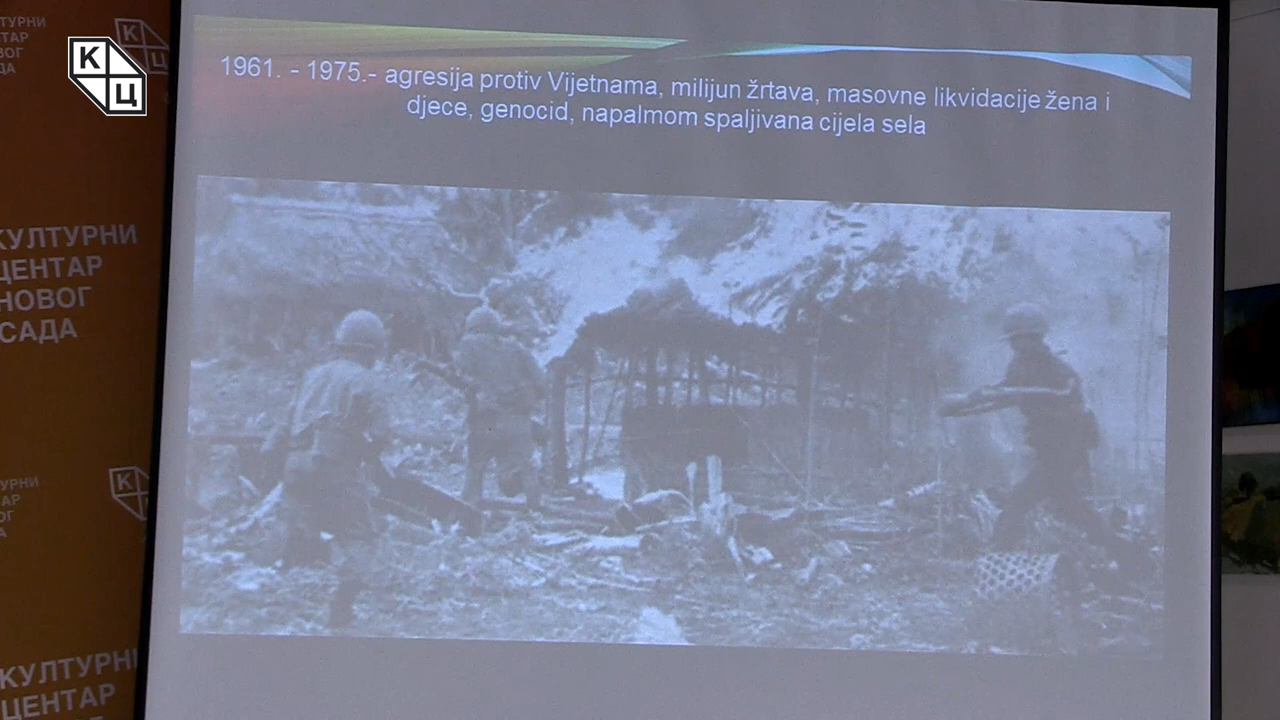 К
Ц
1961. - 1975.- agresija protiv Vijetnama, milijun žrtava, masovne likvidacije žena i
djece, genocid, napalmom spaljivana cijela sela
КУЛТУРНИ
ЦЕНТАР
НОВОГ
САДА
К
КУЛТУРНИ
ЦЕНТАР